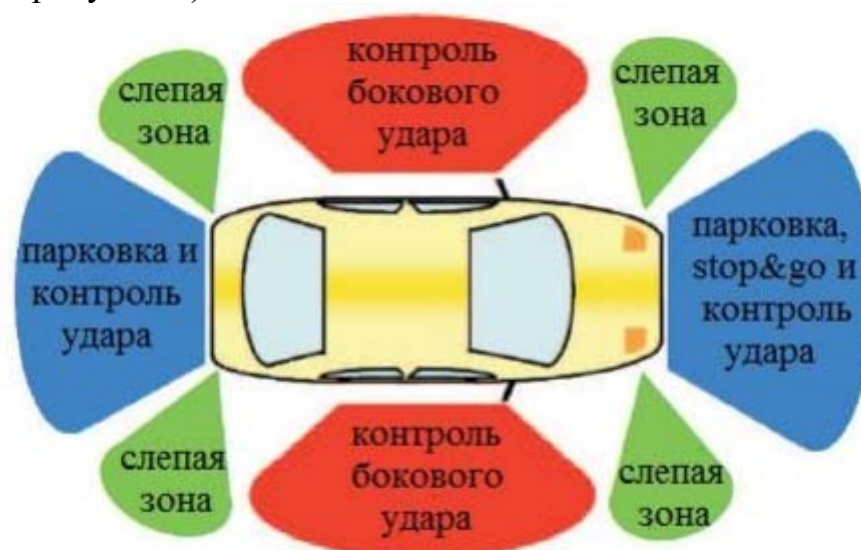 контроль
бокового
удара
слепая
зона
слепая
зона
парковка и
контроль
удара
парковка,
stop&go и
контроль
удара
слепая
зона
контроль
бокового
удара
слепая
зона